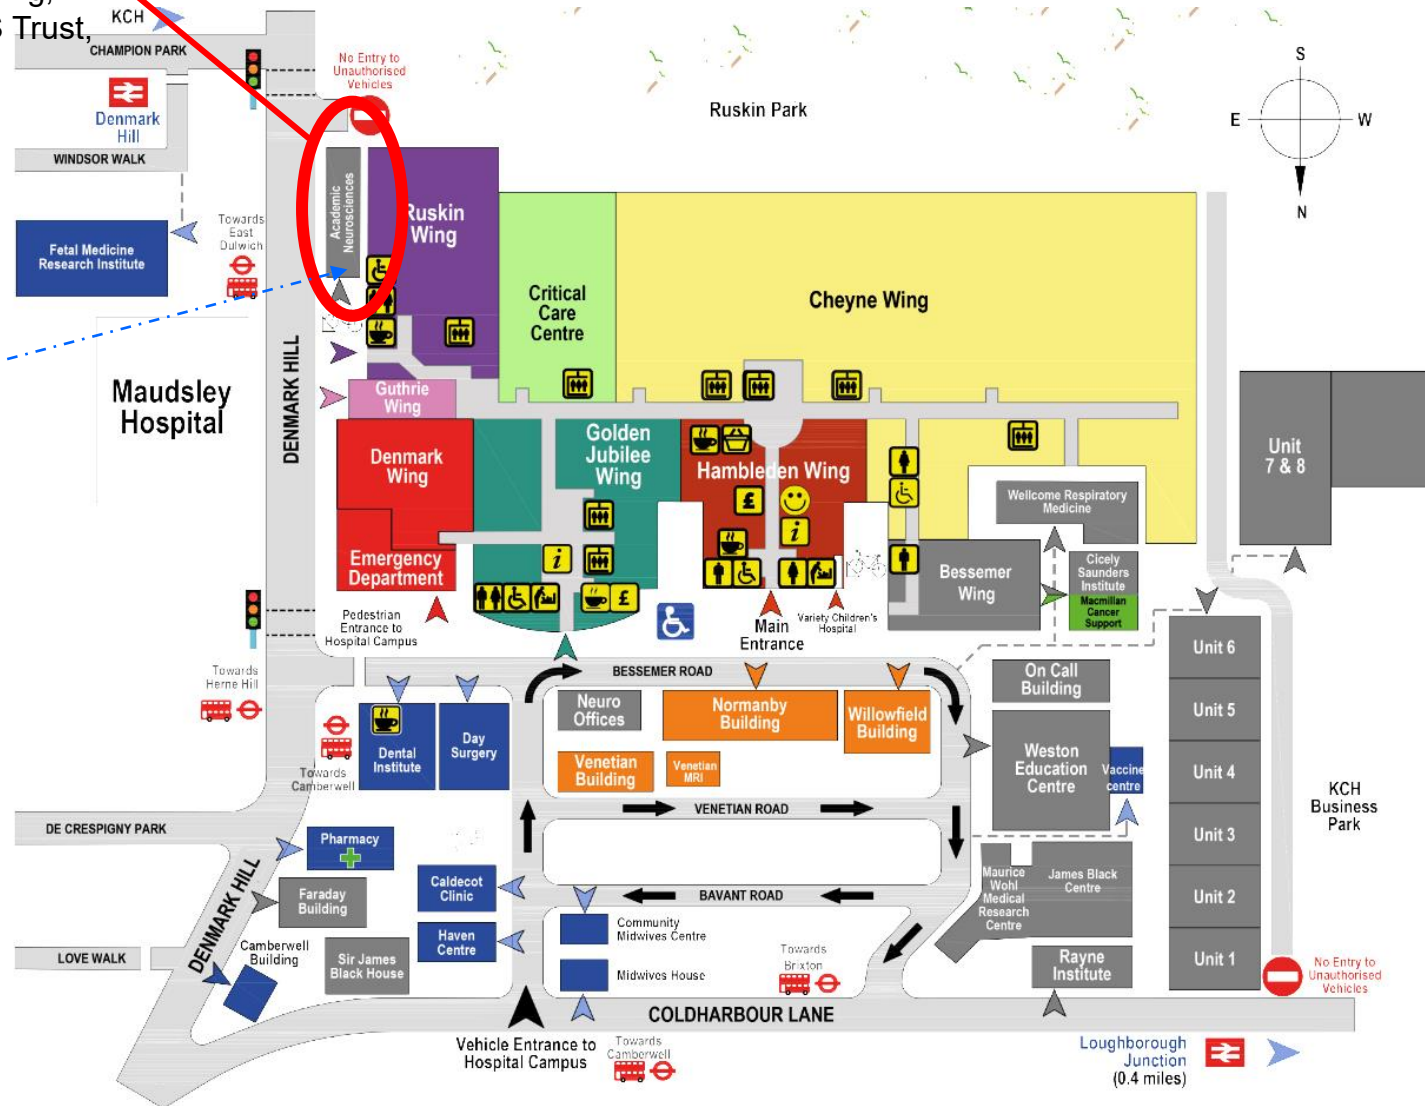 g,
S Trust,
KCH
CHAMPION PARK
No Entry to
Unauthorised
Vehicles
Denmark
Hill
WINDSOR WALK
Ruskin Park
S
E
W
N
Academic
Neurosciences
Ruskin
Wing
Towards
East
Dulwich
Fetal Medicine
Research Institute
Critical
Care
Centre
Cheyne Wing
DENMARK HILL
Maudsley
Hospital
Guthrie
Wing
Denmark
Wing
Golden
Jubilee
Wing
Hambleden Wing
£
i
i
Unit
7 & 8
Wellcome Respiratory
Medicine
Emergency
Department
£
Bessemer
Wing
Cicely
Saunders
Institute
Macmillan
Cancer
Support
Pedestrian
Entrance to
Hospital Campus
Main
Entrance
Variety Children's
Hospital
Towards
Herne Hill
BESSEMER ROAD
Unit 6
On Call
Building
Neuro
Offices
Normanby
Building
Willowfield
Building
Unit 5
Dental
Institute
Day
Surgery
Towards
Camberwell
Venetian
Building
Venetian
MRI
Weston
Education
Centre
Vaccine
centre
Unit 4
VENETIAN ROAD
KCH
Business
Park
DE CRESPIGNY PARK
Pharmacy
Unit 3
DENMARK HILL
Faraday
Building
Caldecot
Clinic
BAVANT ROAD
Maurice
Wohl
Medical
Research
Centre
James Black
Centre
Unit 2
Community
Midwives Centre
Haven
Centre
Camberwell
Building
LOVE WALK
Sir James
Black House
Midwives House
Towards
Brixton
Rayne
Institute
Unit 1
No Entry to
Unauthorised
Vehicles
COLDHARBOUR LANE
Vehicle Entrance to
Hospital Campus
Towards
Camberwell
Loughborough
Junction
(0.4 miles)